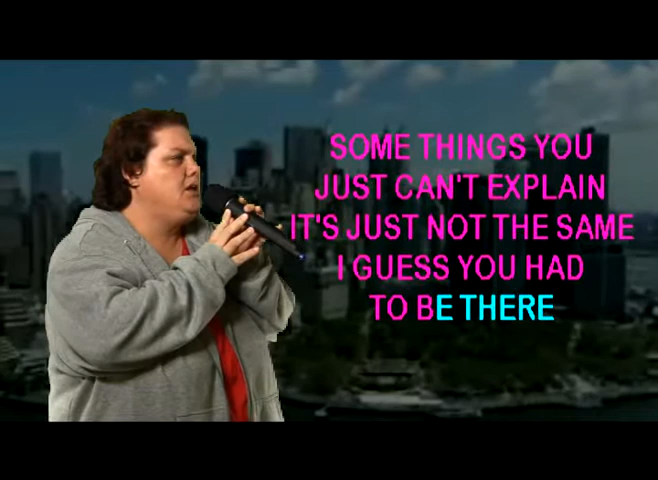 SOME THINGS YOU
JUST CAN'T EXPLAIN
IT'S JUST NOT THE SAME
I GUESS YOU HAD
TO BE THERE